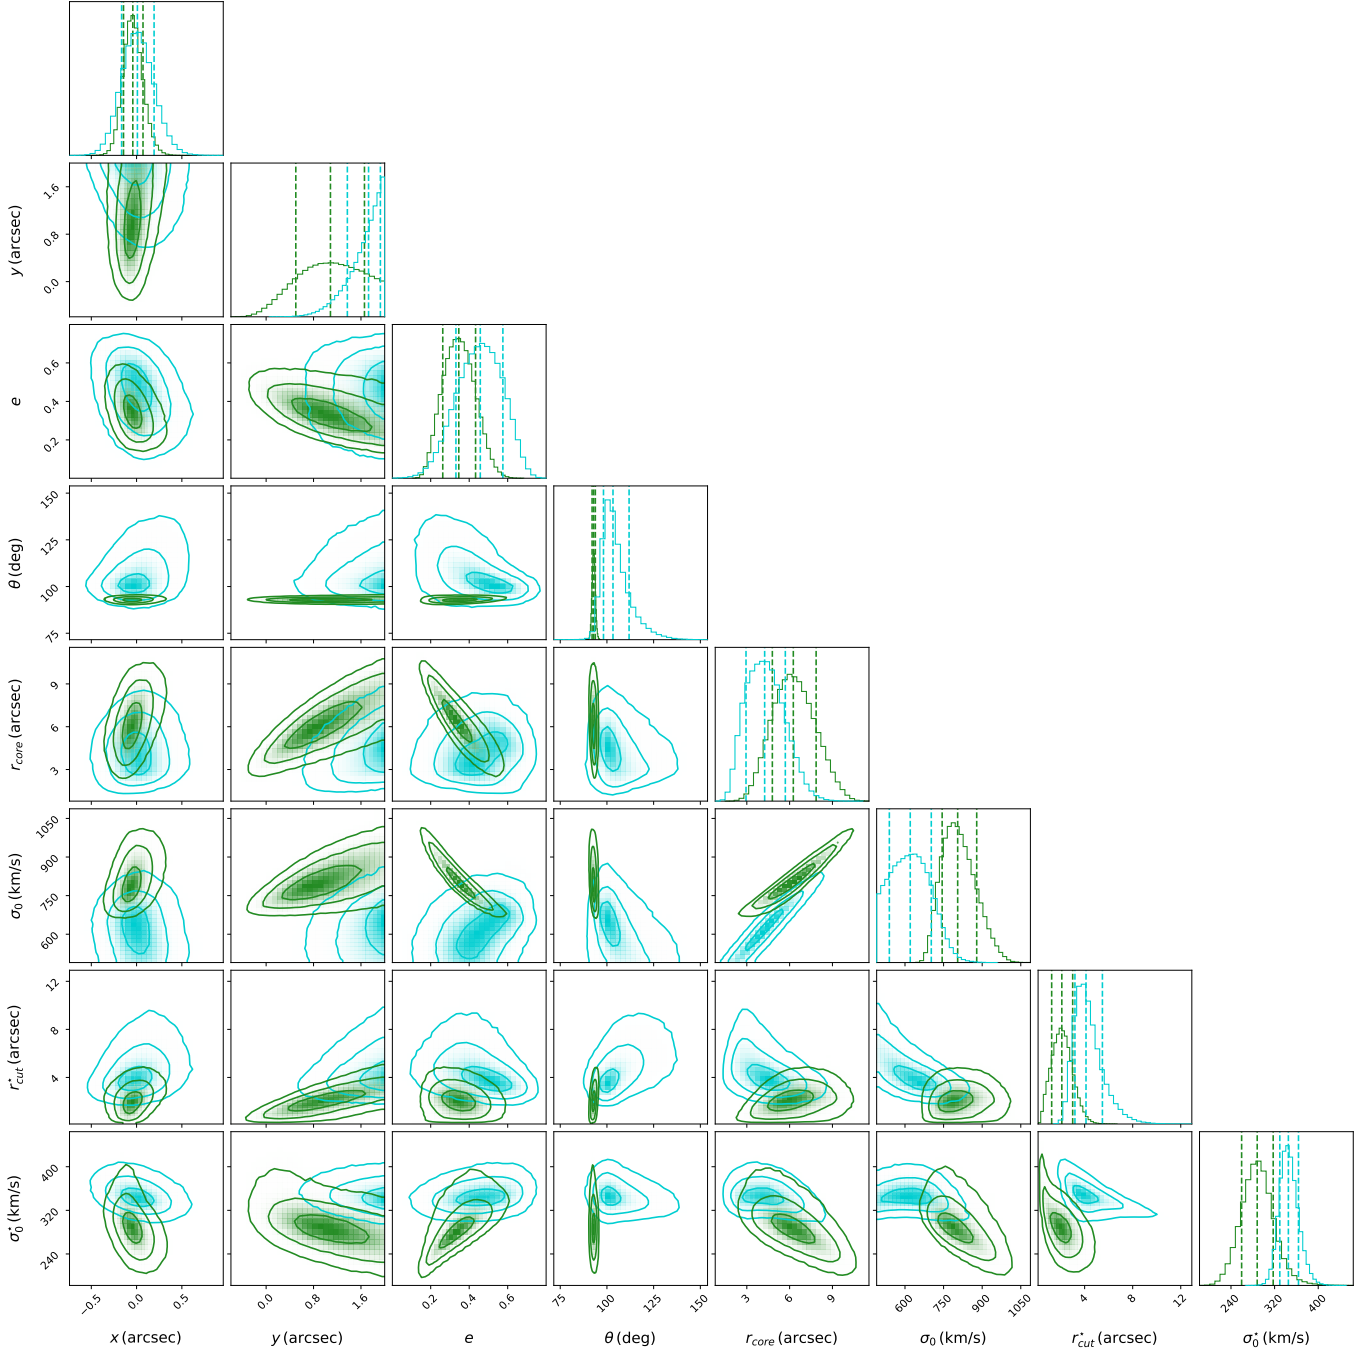 y (arcsec)
0.0
0.8
1.6
e
0.2
0.4
0.6
θ (deg)
75
100
125
150
r_core (arcsec)
3
6
9
σ_0 (km/s)
600
750
900
1050
r*_cut (arcsec)
4
8
12
σ*_0 (km/s)
240
320
400
−0.5 0.0 0.5
0.0 0.8 1.6
0.2 0.4 0.6
75 100 125 150
3 6 9
600 750 900 1050
4 8 12
240 320 400
x (arcsec)
y (arcsec)
e
θ (deg)
r_core (arcsec)
σ_0 (km/s)
r*_cut (arcsec)
σ*_0 (km/s)